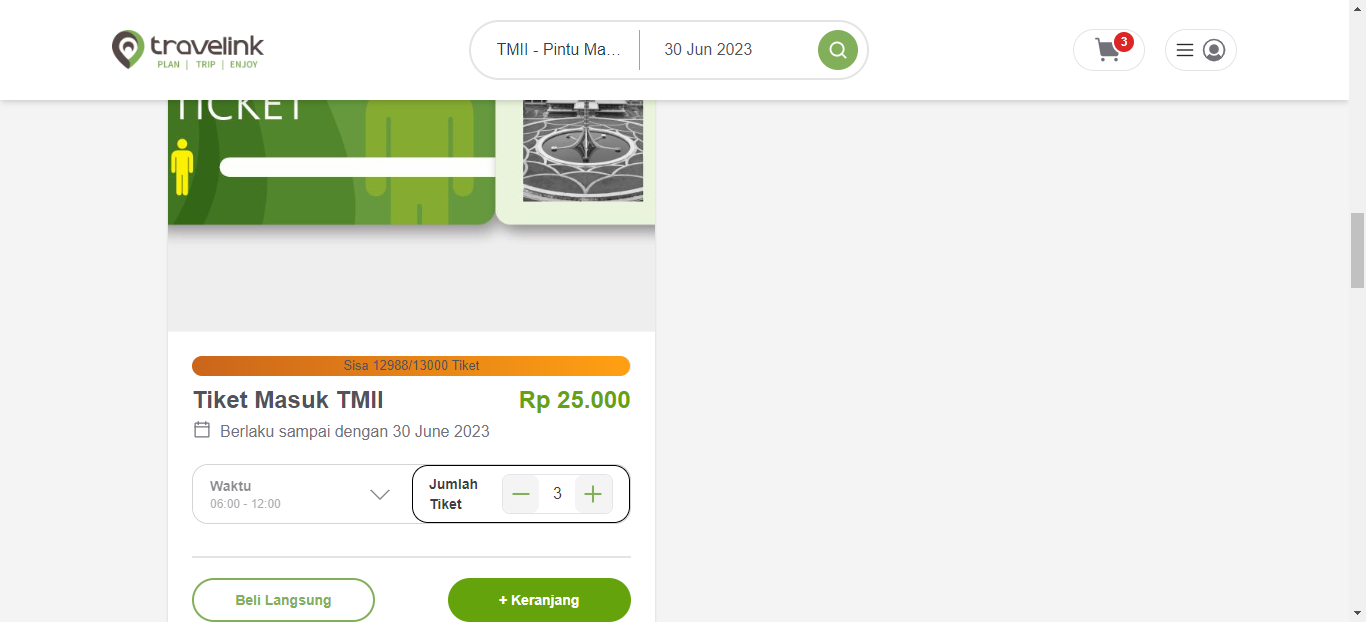 travelink
PLAN | TRIP | ENJOY
TMII - Pintu Ma...
30 Jun 2023
3
TICKET
Sisa 12988/13000 Tiket
Tiket Masuk TMII
Rp 25.000
Berlaku sampai dengan 30 June 2023
Waktu
06:00 - 12:00
Jumlah
Tiket
3
Beli Langsung
+ Keranjang